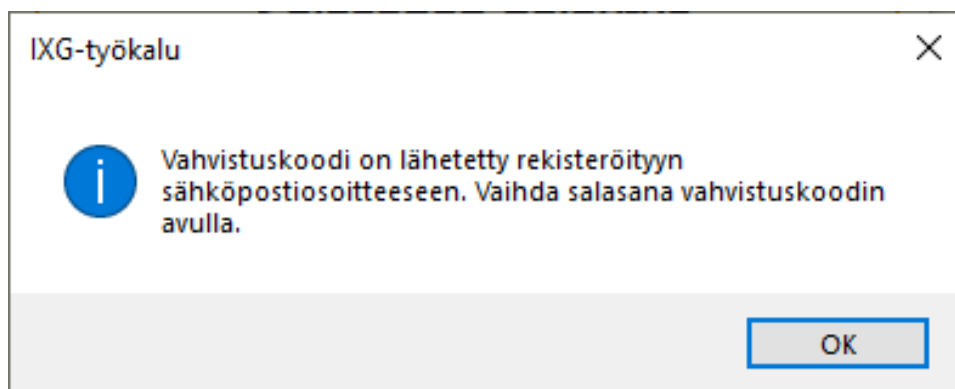 IXG-työkalu
Vahvistuskoodi on lähetetty rekisteröityyn
sähköpostiosoitteeseen. Vaihda salasana vahvistuskoodin
avulla.
OK